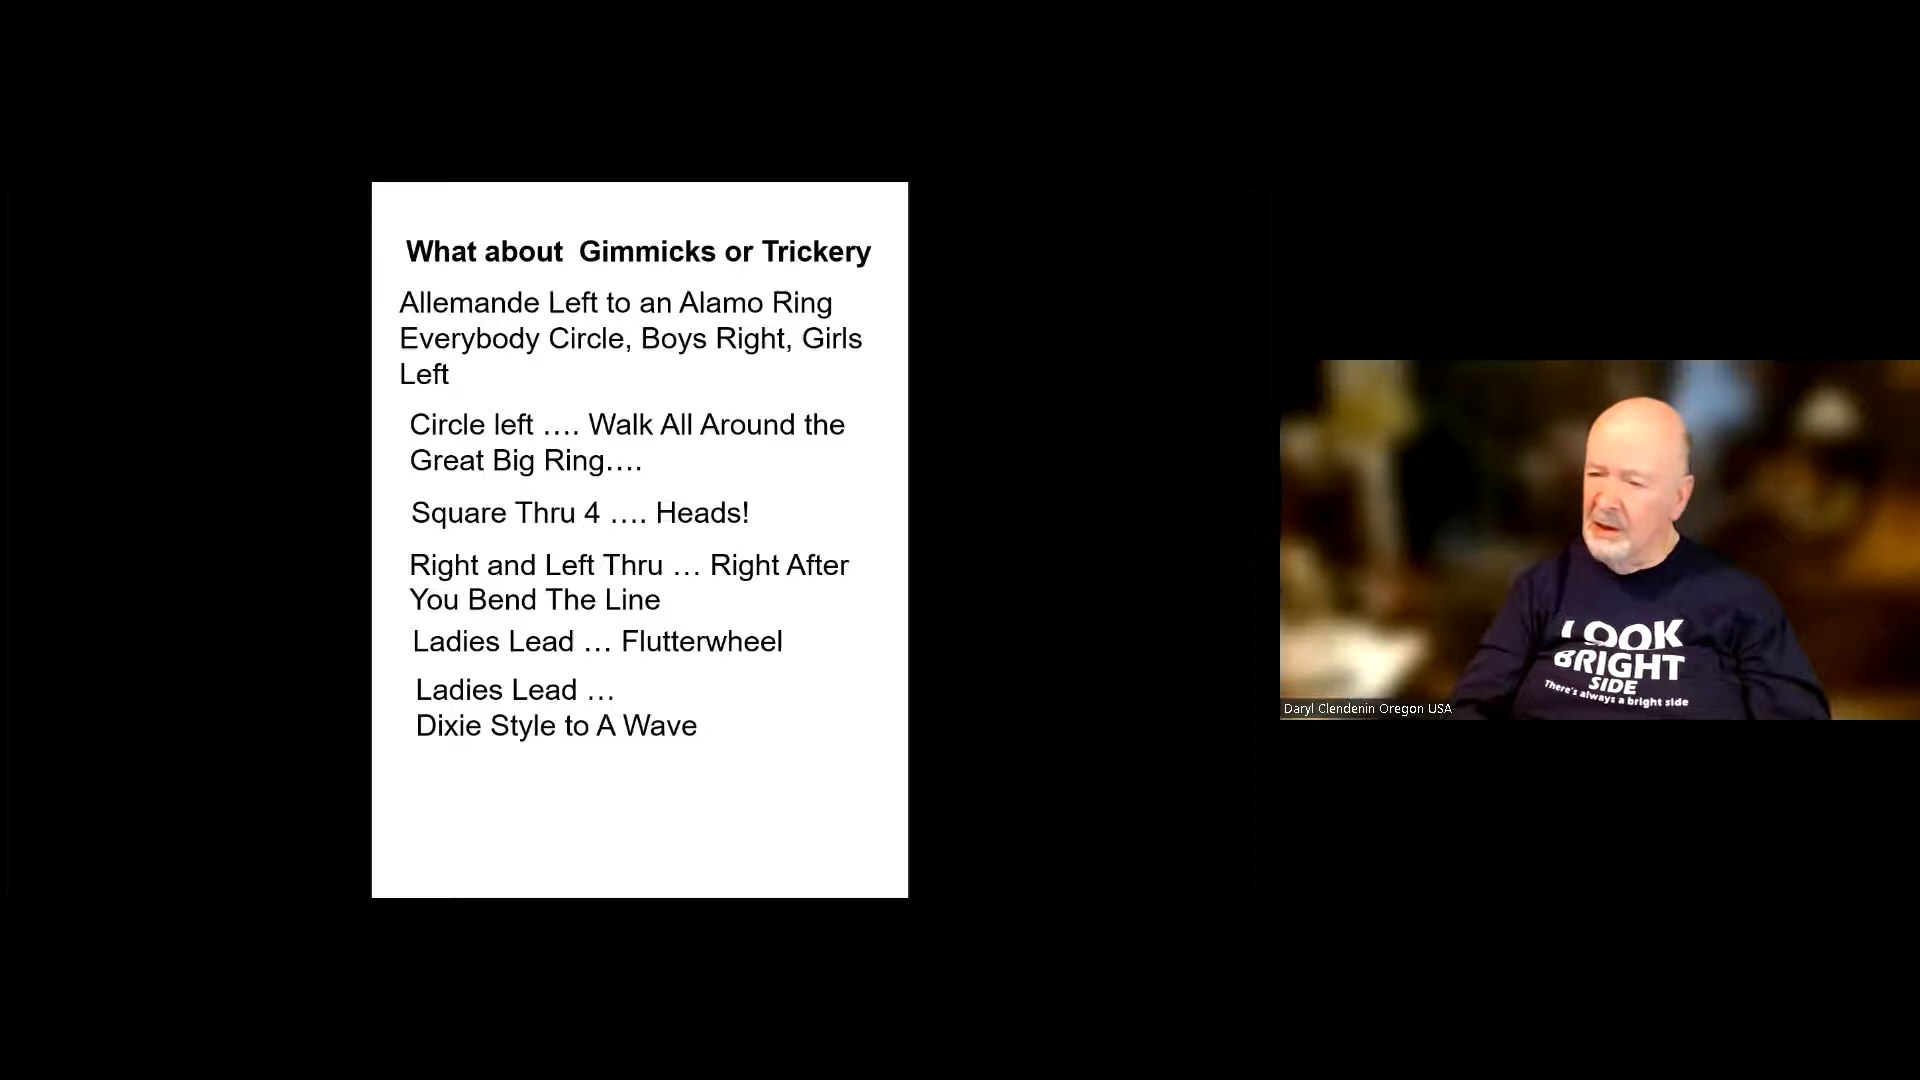 What about Gimmicks or Trickery
Allemande Left to an Alamo Ring
Everybody Circle, Boys Right, Girls
Left
Circle left …. Walk All Around the
Great Big Ring….
Square Thru 4 …. Heads!
Right and Left Thru … Right After
You Bend The Line
Ladies Lead … Flutterwheel
Ladies Lead …
Dixie Style to A Wave
LOOK
BRIGHT
SIDE
There's always a bright side
Daryl Clendenin Oregon USA